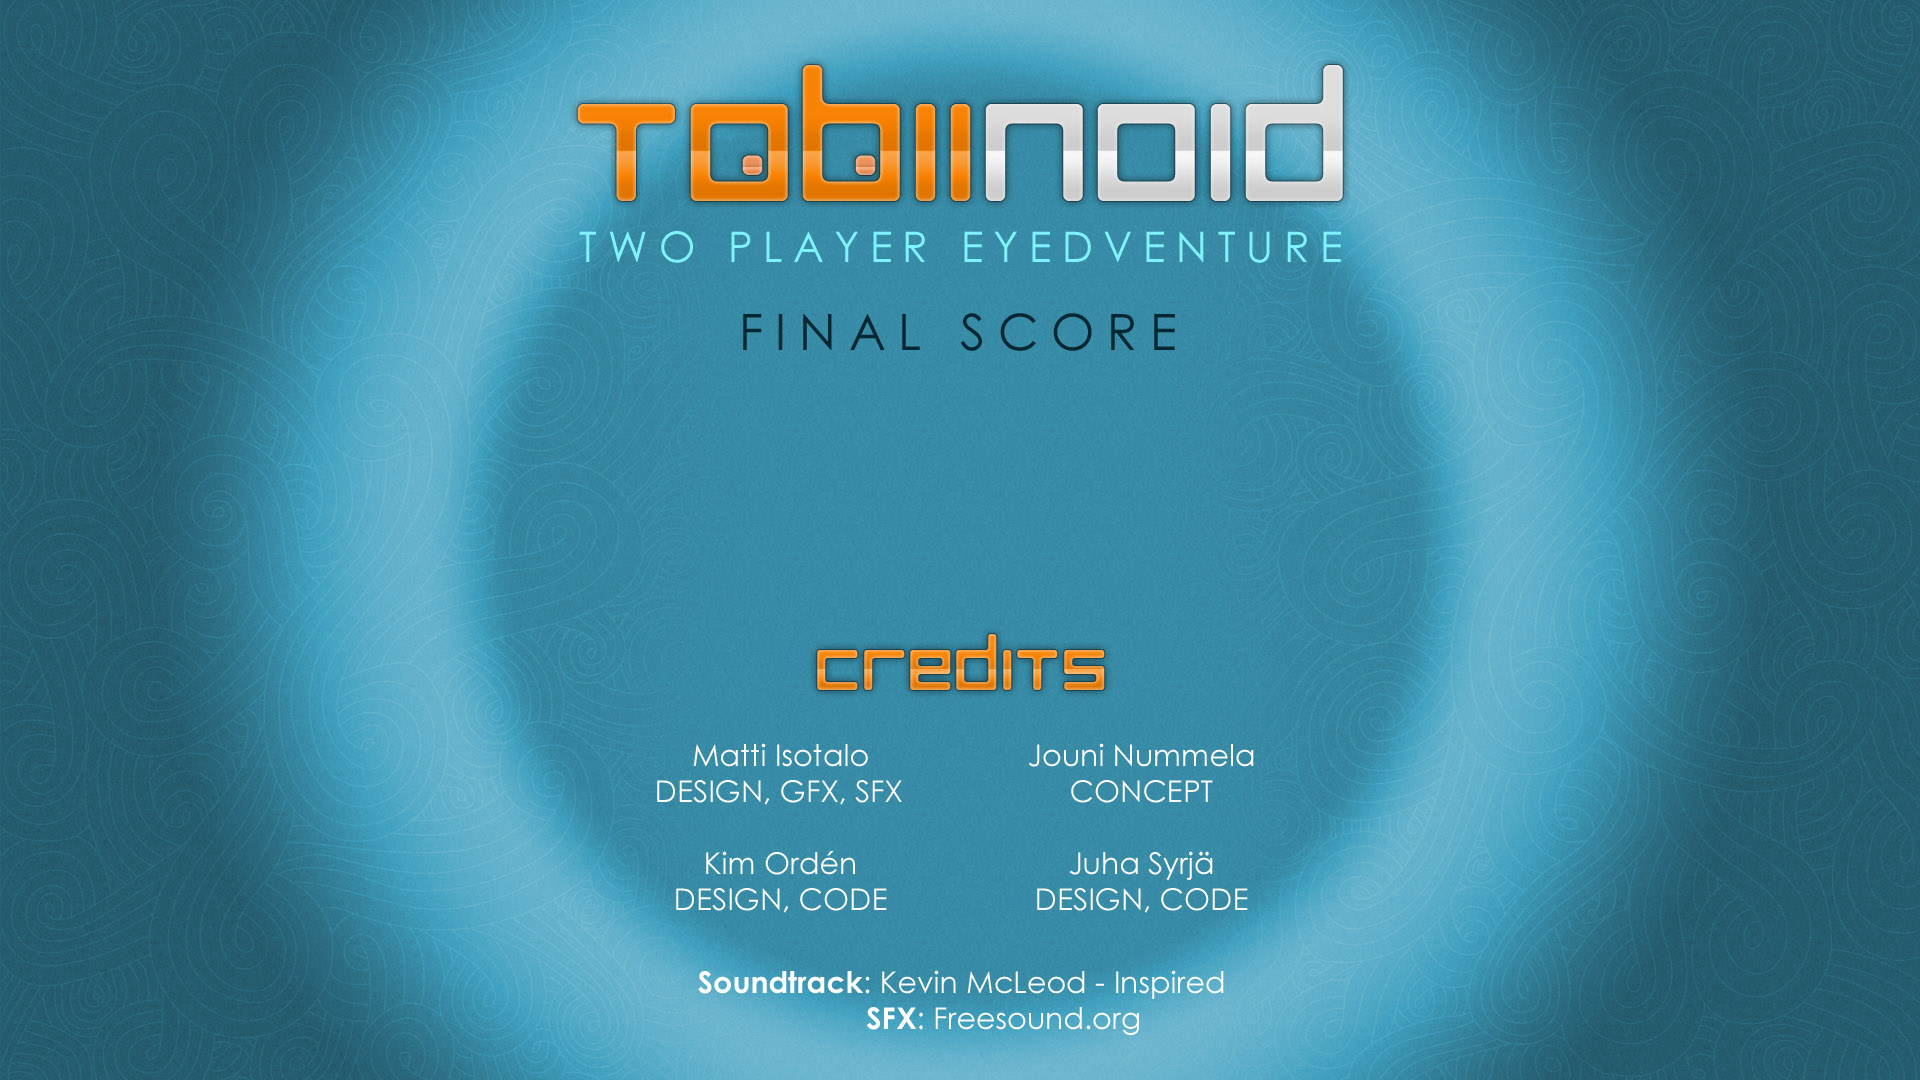 Tobiinoid
TWO PLAYER EYEDVENTURE
FINAL SCORE
credits
Matti Isotalo
DESIGN, GFX, SFX
Jouni Nummela
CONCEPT
Kim Ordén
DESIGN, CODE
Juha Syrjä
DESIGN, CODE
Soundtrack: Kevin McLeod - Inspired
SFX: Freesound.org